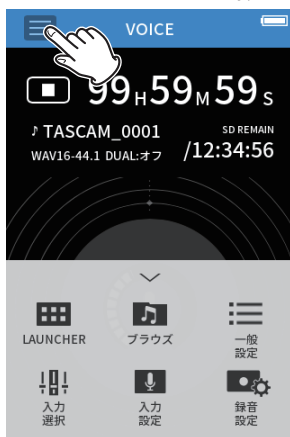 VOICE
99H59M59S
♪ TASCAM_0001
SD REMAIN
WAV16-44.1 DUAL:オフ
/12:34:56
LAUNCHER
ブラウズ
一般
設定
入力
選択
入力
設定
録音
設定